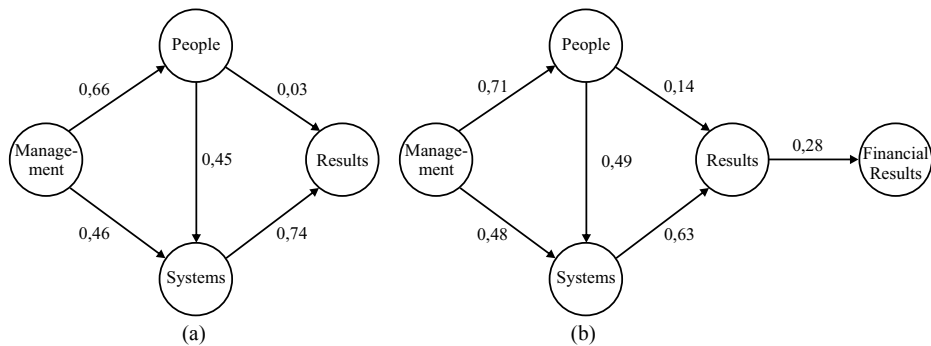 People
0,66
0,03
Manage-
ment
0,45
Results
0,46
0,74
Systems
(a)
People
0,71
0,14
Manage-
ment
0,49
Results
0,28
Financial
Results
0,48
0,63
Systems
(b)